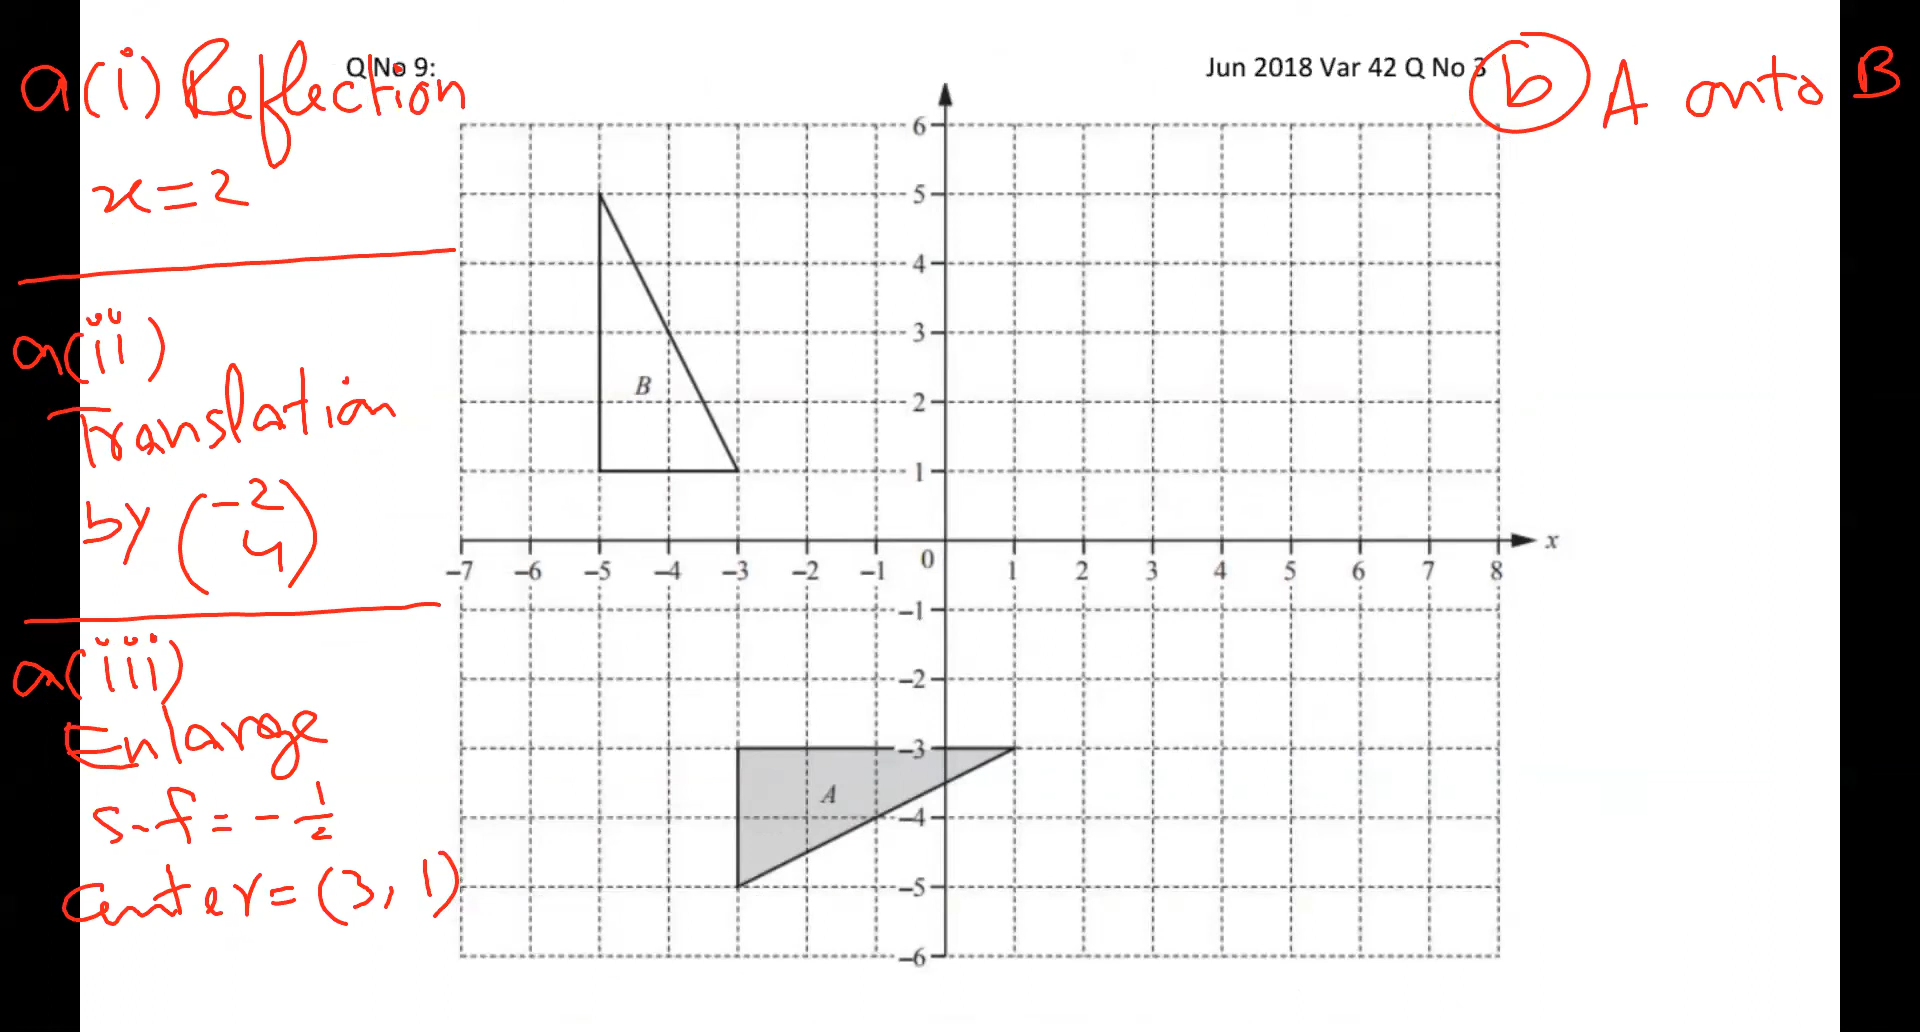 a(i) Reflection
x=2
a(ii)
Translation
by (-2
4)
a(iii)
Enlarge
s.f = -1/2
center = (3, 1)
Q No 9:
Jun 2018 Var 42 Q No 3
b A onto B
6
5
4
3
2
1
0
-7 -6 -5 -4 -3 -2 -1 1 2 3 4 5 6 7 8 x
-1
-2
-3
-4
-5
-6
B
A